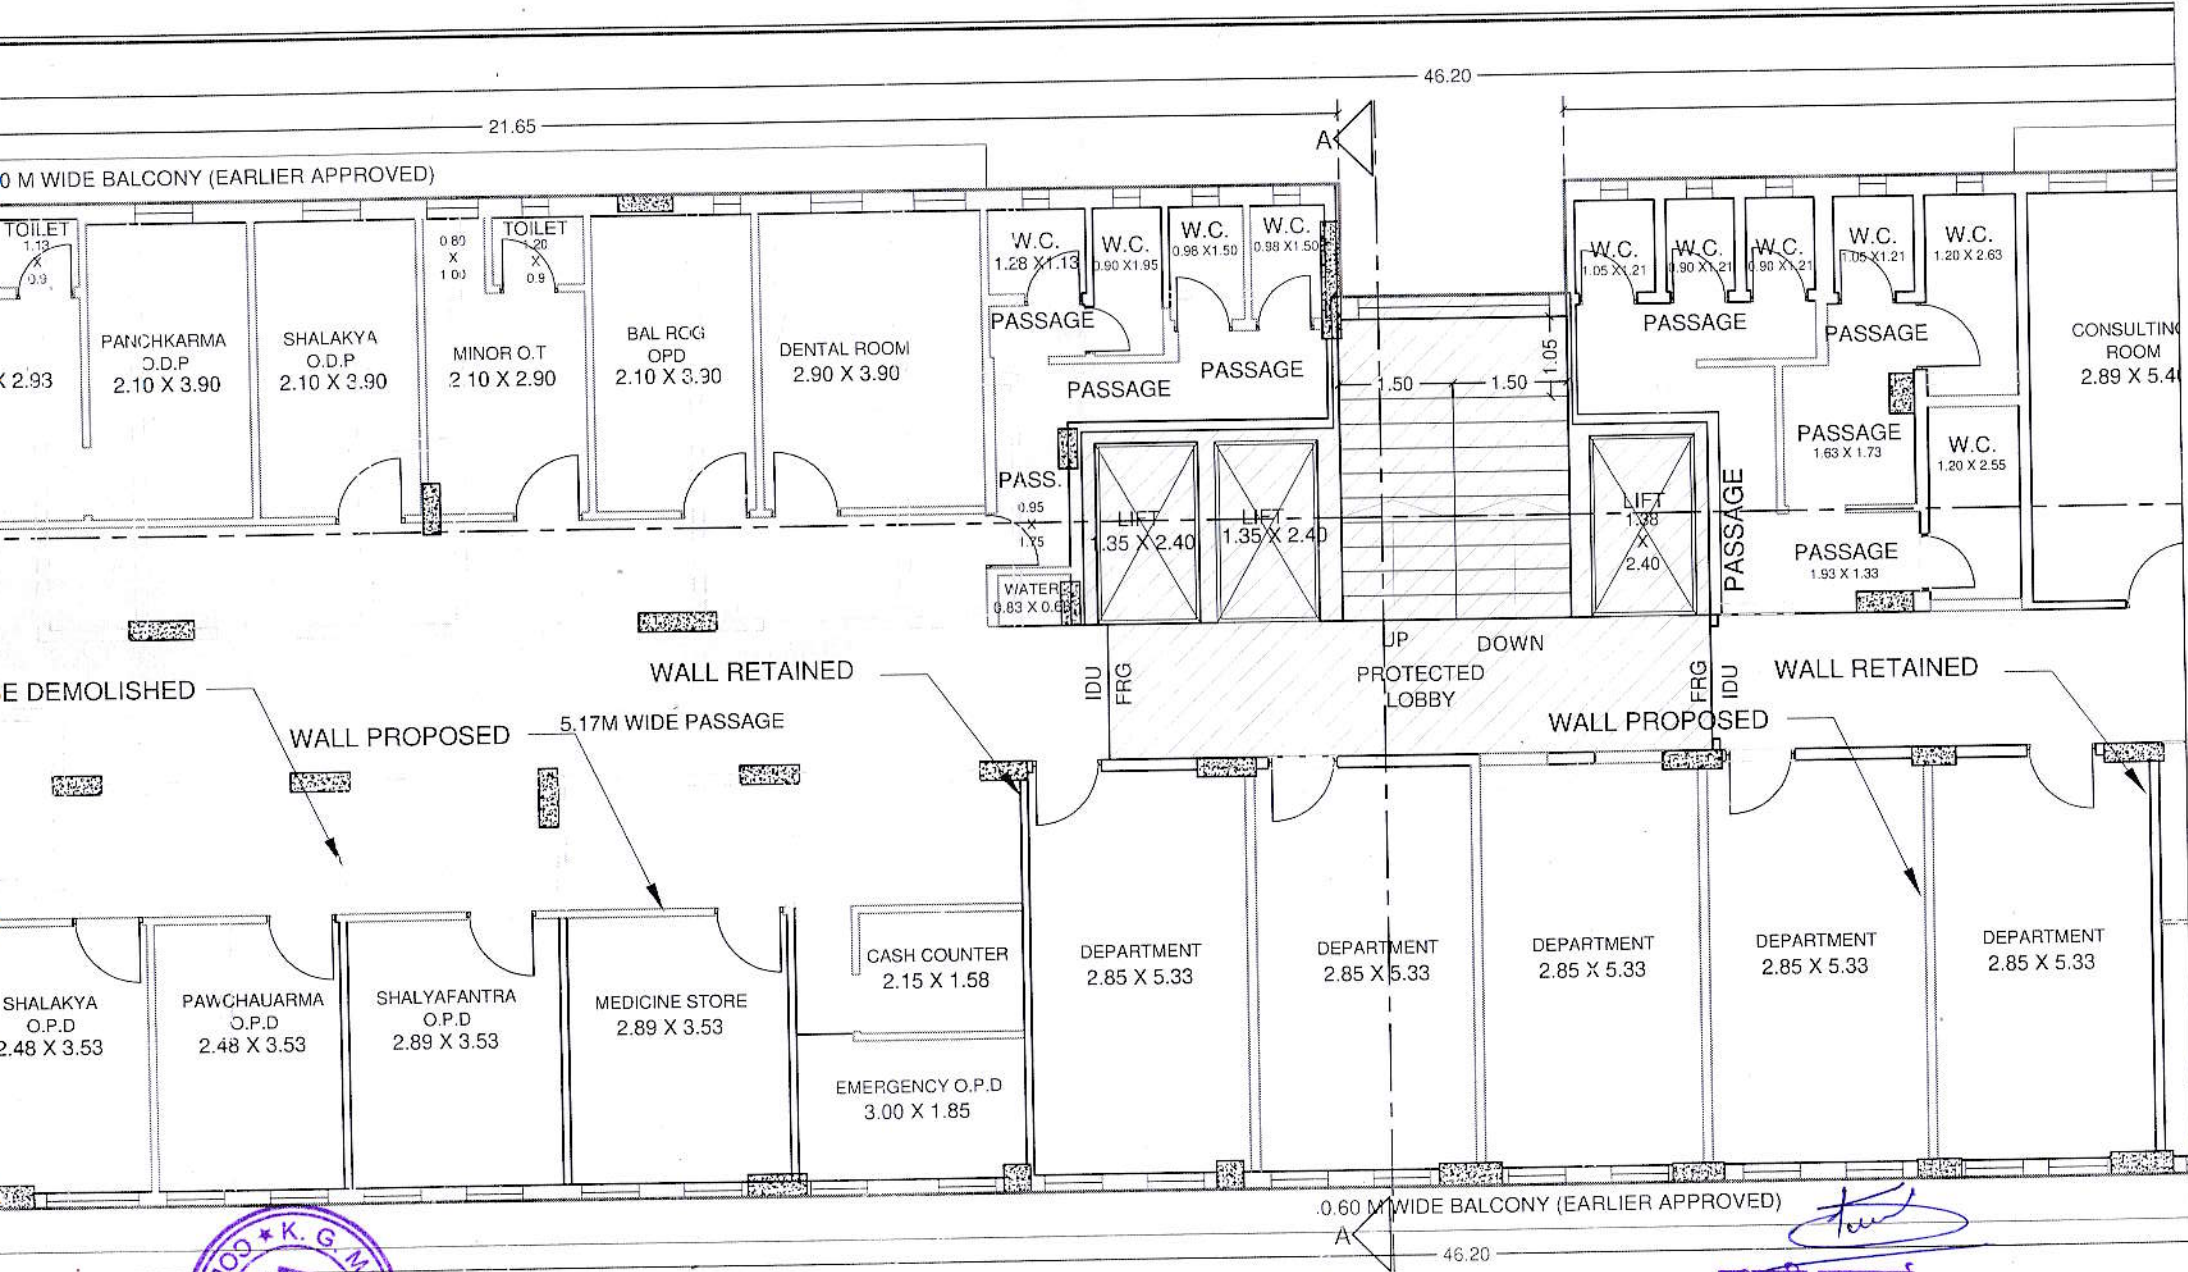 46.20
21.65
A
0 M WIDE BALCONY (EARLIER APPROVED)
TOILET
1.13
X
0.9
0.80
X
1.00
TOILET
1.20
X
0.9
W.C.
1.28 X1.13
W.C.
0.90 X1.95
W.C.
0.98 X1.50
W.C.
0.98 X1.50
W.C.
1.05 X1.21
W.C.
0.90 X1.21
W.C.
0.90 X1.21
W.C.
1.05 X1.21
W.C.
1.20 X 2.63
X 2.93
PANCHKARMA
O.D.P
2.10 X 3.90
SHALAKYA
O.D.P
2.10 X 3.90
MINOR O.T
2.10 X 2.90
BAL ROG
OPD
2.10 X 3.90
DENTAL ROOM
2.90 X 3.90
PASSAGE
PASSAGE
PASSAGE
1.50
1.50
1.05
PASSAGE
PASSAGE
CONSULTING
ROOM
2.89 X 5.4
PASSAGE
1.63 X 1.73
W.C.
1.20 X 2.55
PASS.
0.95
X
1.75
LIFT
1.35 X 2.40
LIFT
1.35 X 2.40
LIFT
1.38
X
2.40
PASSAGE
PASSAGE
1.93 X 1.33
WATER
0.83 X 0.6
UP
DOWN
PROTECTED
LOBBY
IDU
FRG
FRG
IDU
E DEMOLISHED
WALL RETAINED
WALL RETAINED
WALL PROPOSED
5.17M WIDE PASSAGE
WALL PROPOSED
SHALAKYA
O.P.D
2.48 X 3.53
PAWCHAUARMA
O.P.D
2.48 X 3.53
SHALYAFANTRA
O.P.D
2.89 X 3.53
MEDICINE STORE
2.89 X 3.53
CASH COUNTER
2.15 X 1.58
EMERGENCY O.P.D
3.00 X 1.85
DEPARTMENT
2.85 X 5.33
DEPARTMENT
2.85 X 5.33
DEPARTMENT
2.85 X 5.33
DEPARTMENT
2.85 X 5.33
DEPARTMENT
2.85 X 5.33
.0.60 M WIDE BALCONY (EARLIER APPROVED)
A
46.20
★ K. G. M